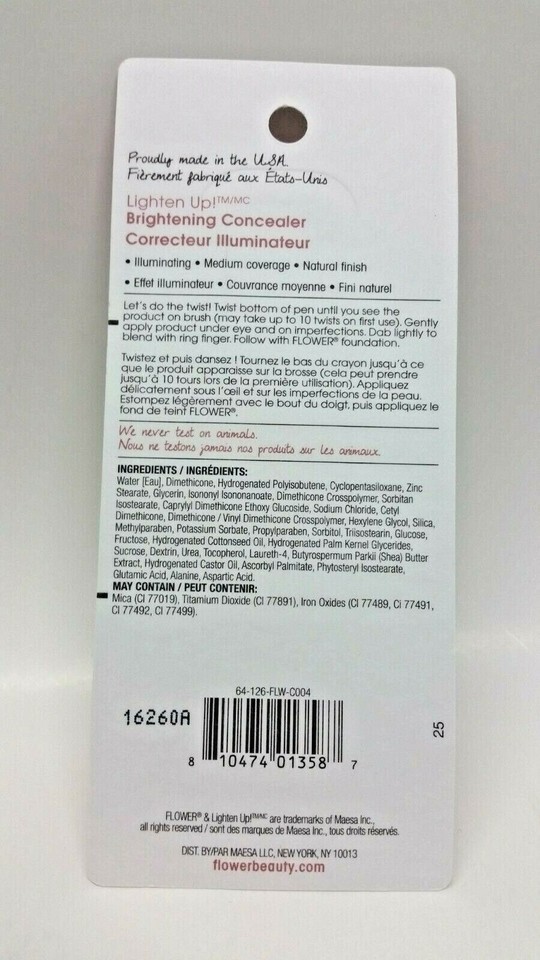 Proudly made in the U.S.A.
Fièrement fabriqué aux États-Unis
Lighten Up!™/MC
Brightening Concealer
Correcteur Illuminateur
• Illuminating • Medium coverage • Natural finish
• Effet illuminateur • Couvrance moyenne • Fini naturel
Let's do the twist! Twist bottom of pen until you see the
product on brush (may take up to 10 twists on first use). Gently
apply product under eye and on imperfections. Dab lightly to
blend with ring finger. Follow with FLOWER® foundation.
Twistez et puis dansez ! Tournez le bas du crayon jusqu'à ce
que le produit apparaisse sur la brosse (cela peut prendre
jusqu'à 10 tours lors de la première utilisation). Appliquez
délicatement sous l'œil et sur les imperfections de la peau.
Estompez légèrement avec le bout du doigt, puis appliquez le
fond de teint FLOWER®.
We never test on animals.
Nous ne testons jamais nos produits sur les animaux.
INGREDIENTS / INGRÉDIENTS:
Water [Eau], Dimethicone, Hydrogenated Polyisobutene, Cyclopentasiloxane, Zinc
Stearate, Glycerin, Isononyl Isononanoate, Dimethicone Crosspolymer, Sorbitan
Isostearate, Caprylyl Dimethicone Ethoxy Glucoside, Sodium Chloride, Cetyl
Dimethicone, Dimethicone / Vinyl Dimethicone Crosspolymer, Hexylene Glycol, Silica,
Methylparaben, Potassium Sorbate, Propylparaben, Sorbitol, Triisostearin, Glucose,
Fructose, Hydrogenated Cottonseed Oil, Hydrogenated Palm Kernel Glycerides,
Sucrose, Dextrin, Urea, Tocopherol, Laureth-4, Butyrospermum Parkii (Shea) Butter
Extract, Hydrogenated Castor Oil, Ascorbyl Palmitate, Phytosteryl Isostearate,
Glutamic Acid, Alanine, Aspartic Acid.
MAY CONTAIN / PEUT CONTENIR:
Mica (CI 77019), Titamium Dioxide (CI 77891), Iron Oxides (CI 77489, Ci 77491,
CI 77492, CI 77499).
64-126-FLW-C004
16260A
25
8 10474 01358 7
FLOWER® & Lighten Up!™/MC are trademarks of Maesa Inc.,
all rights reserved / sont des marques de Maesa Inc., tous droits réservés.
DIST. BY/PAR MAESA LLC, NEW YORK, NY 10013
flowerbeauty.com